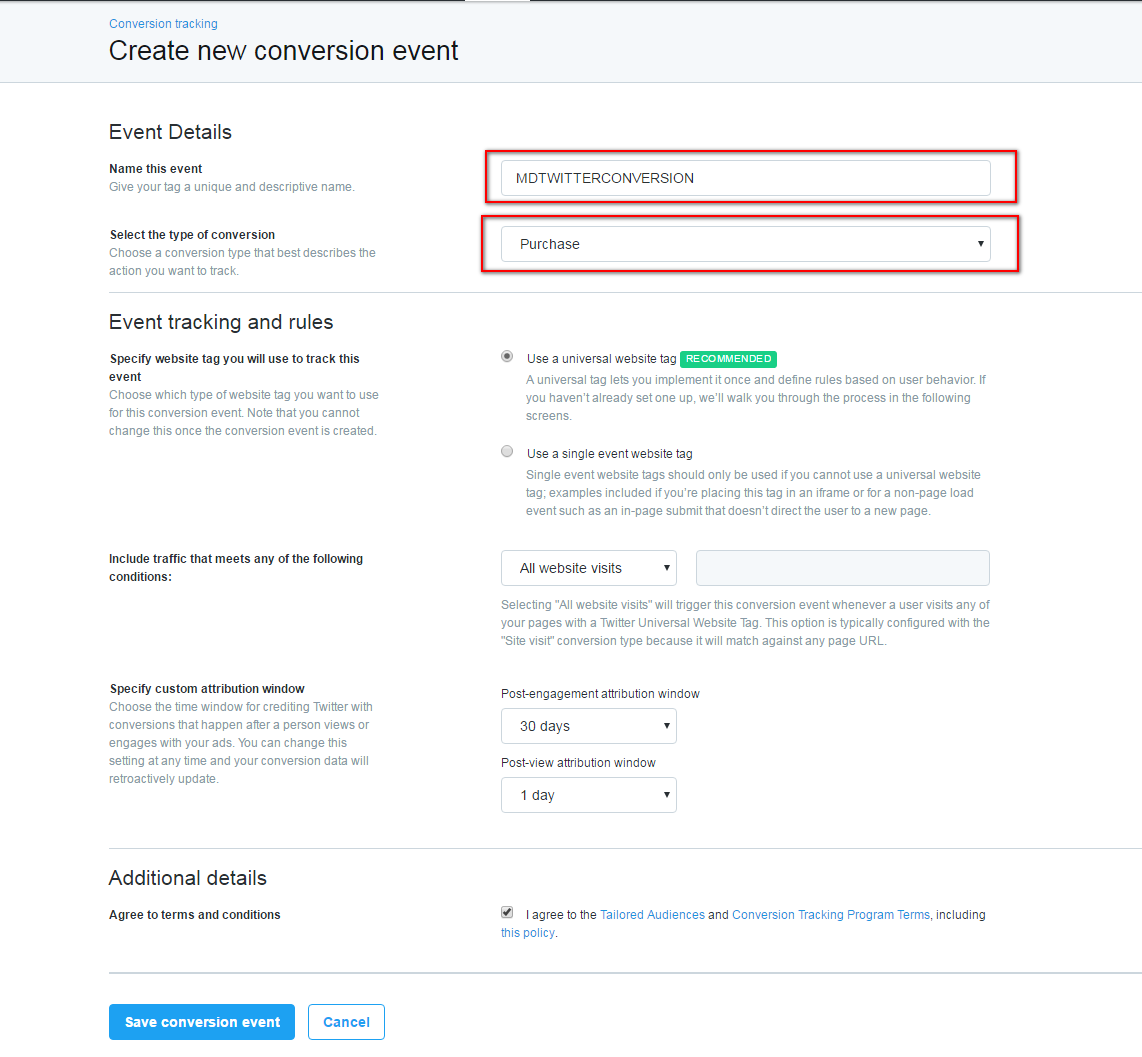 Conversion tracking
Create new conversion event
Event Details
Name this event
Give your tag a unique and descriptive name.
MDTWITTERCONVERSION
Select the type of conversion
Choose a conversion type that best describes the
action you want to track.
Purchase
Event tracking and rules
Specify website tag you will use to track this
event
Choose which type of website tag you want to use
for this conversion event. Note that you cannot
change this once the conversion event is created.
Use a universal website tag RECOMMENDED
A universal tag lets you implement it once and define rules based on user behavior. If
you haven't already set one up, we'll walk you through the process in the following
screens.
Use a single event website tag
Single event website tags should only be used if you cannot use a universal website
tag; examples included if you're placing this tag in an iframe or for a non-page load
event such as an in-page submit that doesn't direct the user to a new page.
Include traffic that meets any of the following
conditions:
All website visits
Selecting "All website visits" will trigger this conversion event whenever a user visits any of
your pages with a Twitter Universal Website Tag. This option is typically configured with the
"Site visit" conversion type because it will match against any page URL.
Specify custom attribution window
Choose the time window for crediting Twitter with
conversions that happen after a person views or
engages with your ads. You can change this
setting at any time and your conversion data will
retroactively update.
Post-engagement attribution window
30 days
Post-view attribution window
1 day
Additional details
Agree to terms and conditions
I agree to the Tailored Audiences and Conversion Tracking Program Terms, including
this policy.
Save conversion event
Cancel